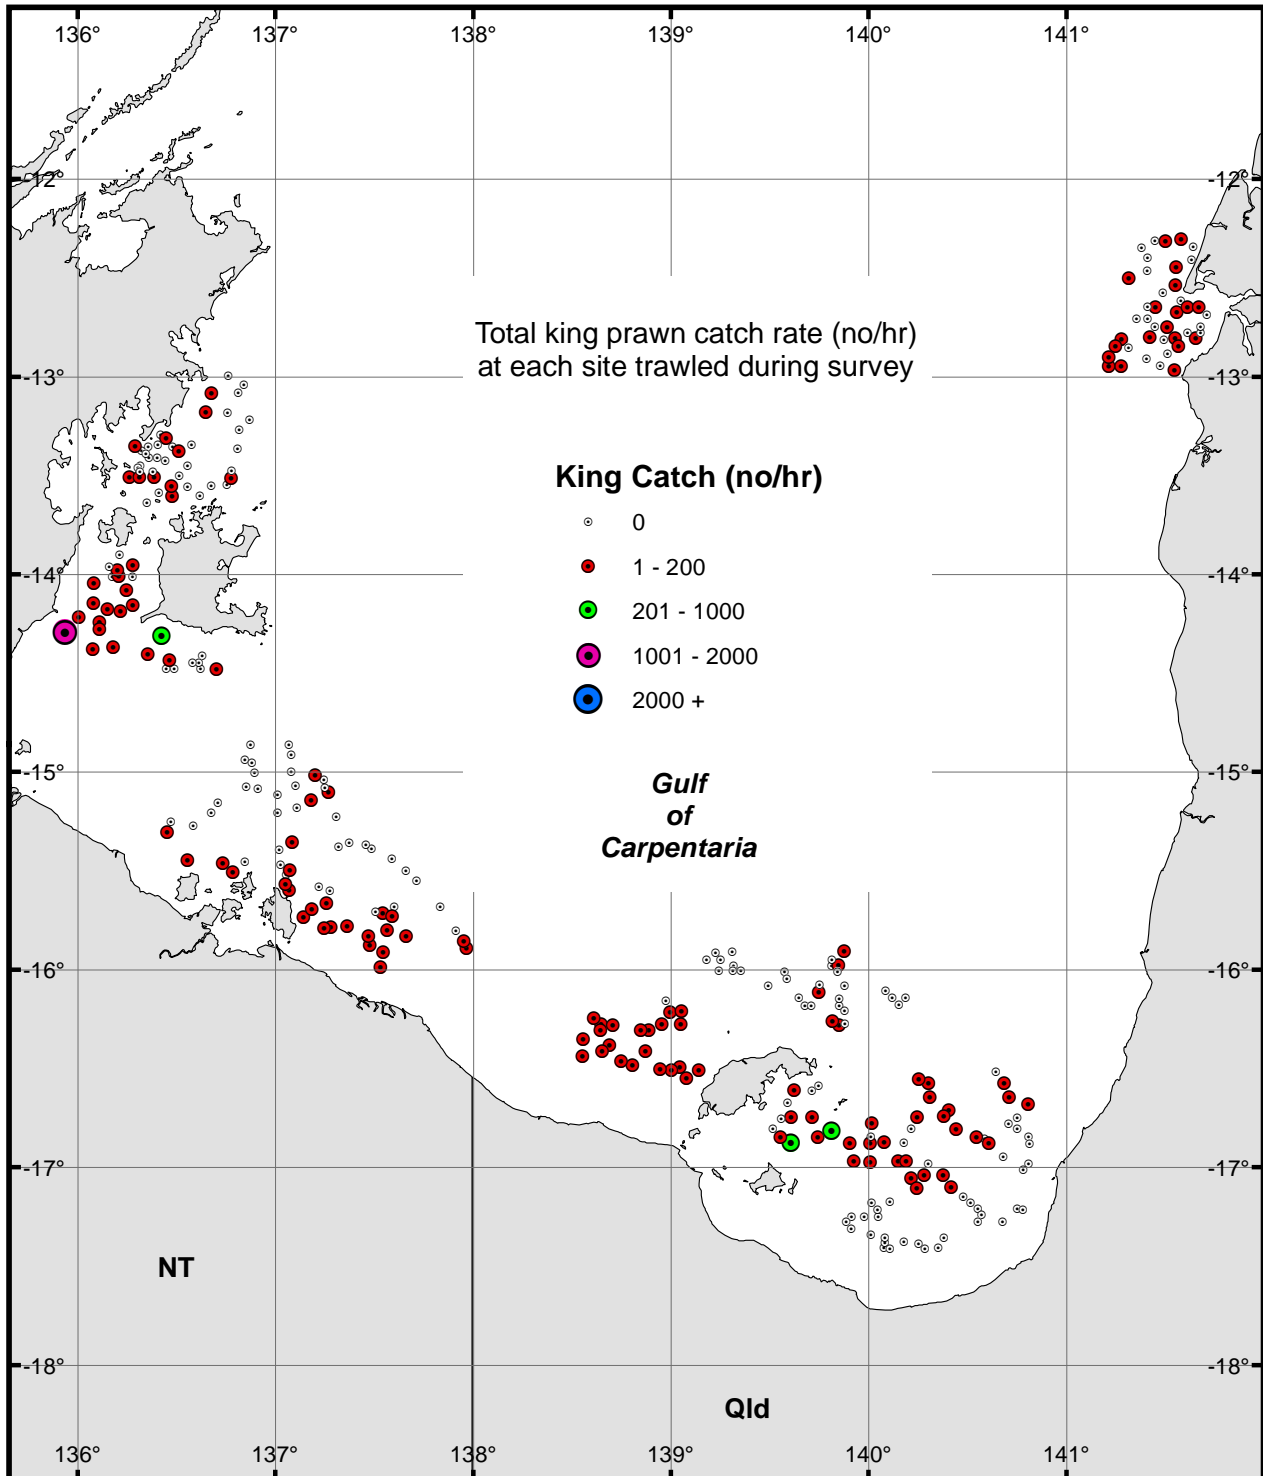 136° 137° 138° 139° 140° 141°
-12° -12°
Total king prawn catch rate (no/hr)
at each site trawled during survey
-13° -13°
King Catch (no/hr)
0
1 - 200
-14° -14°
201 - 1000
1001 - 2000
2000 +
-15° -15°
Gulf
of
Carpentaria
-16° -16°
-17° -17°
NT
-18° -18°
Qld
136° 137° 138° 139° 140° 141°